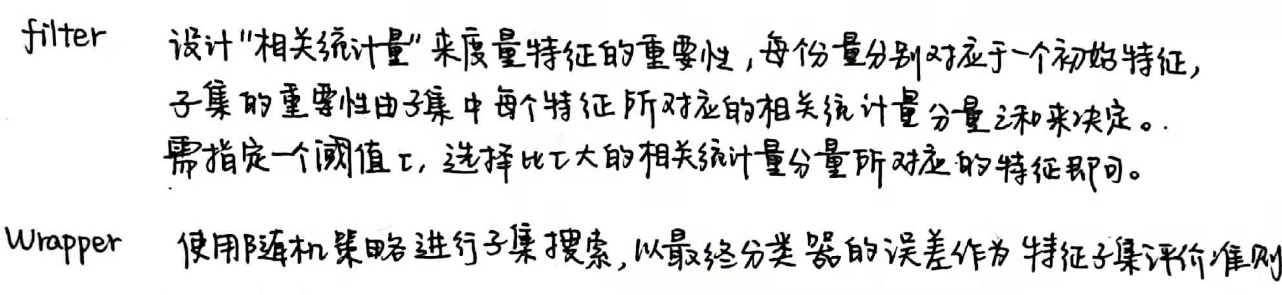 filter 设计"相关统计量"来度量特征的重要性,每份量分别对应于一个初始特征,
子集的重要性由子集中每个特征所对应的相关统计量分量之和来决定。
需指定一个阈值τ, 选择比τ大的相关统计量分量所对应的特征即可。
Wrapper 使用随机策略进行子集搜索,以最终分类器的误差作为特征子集评价准则